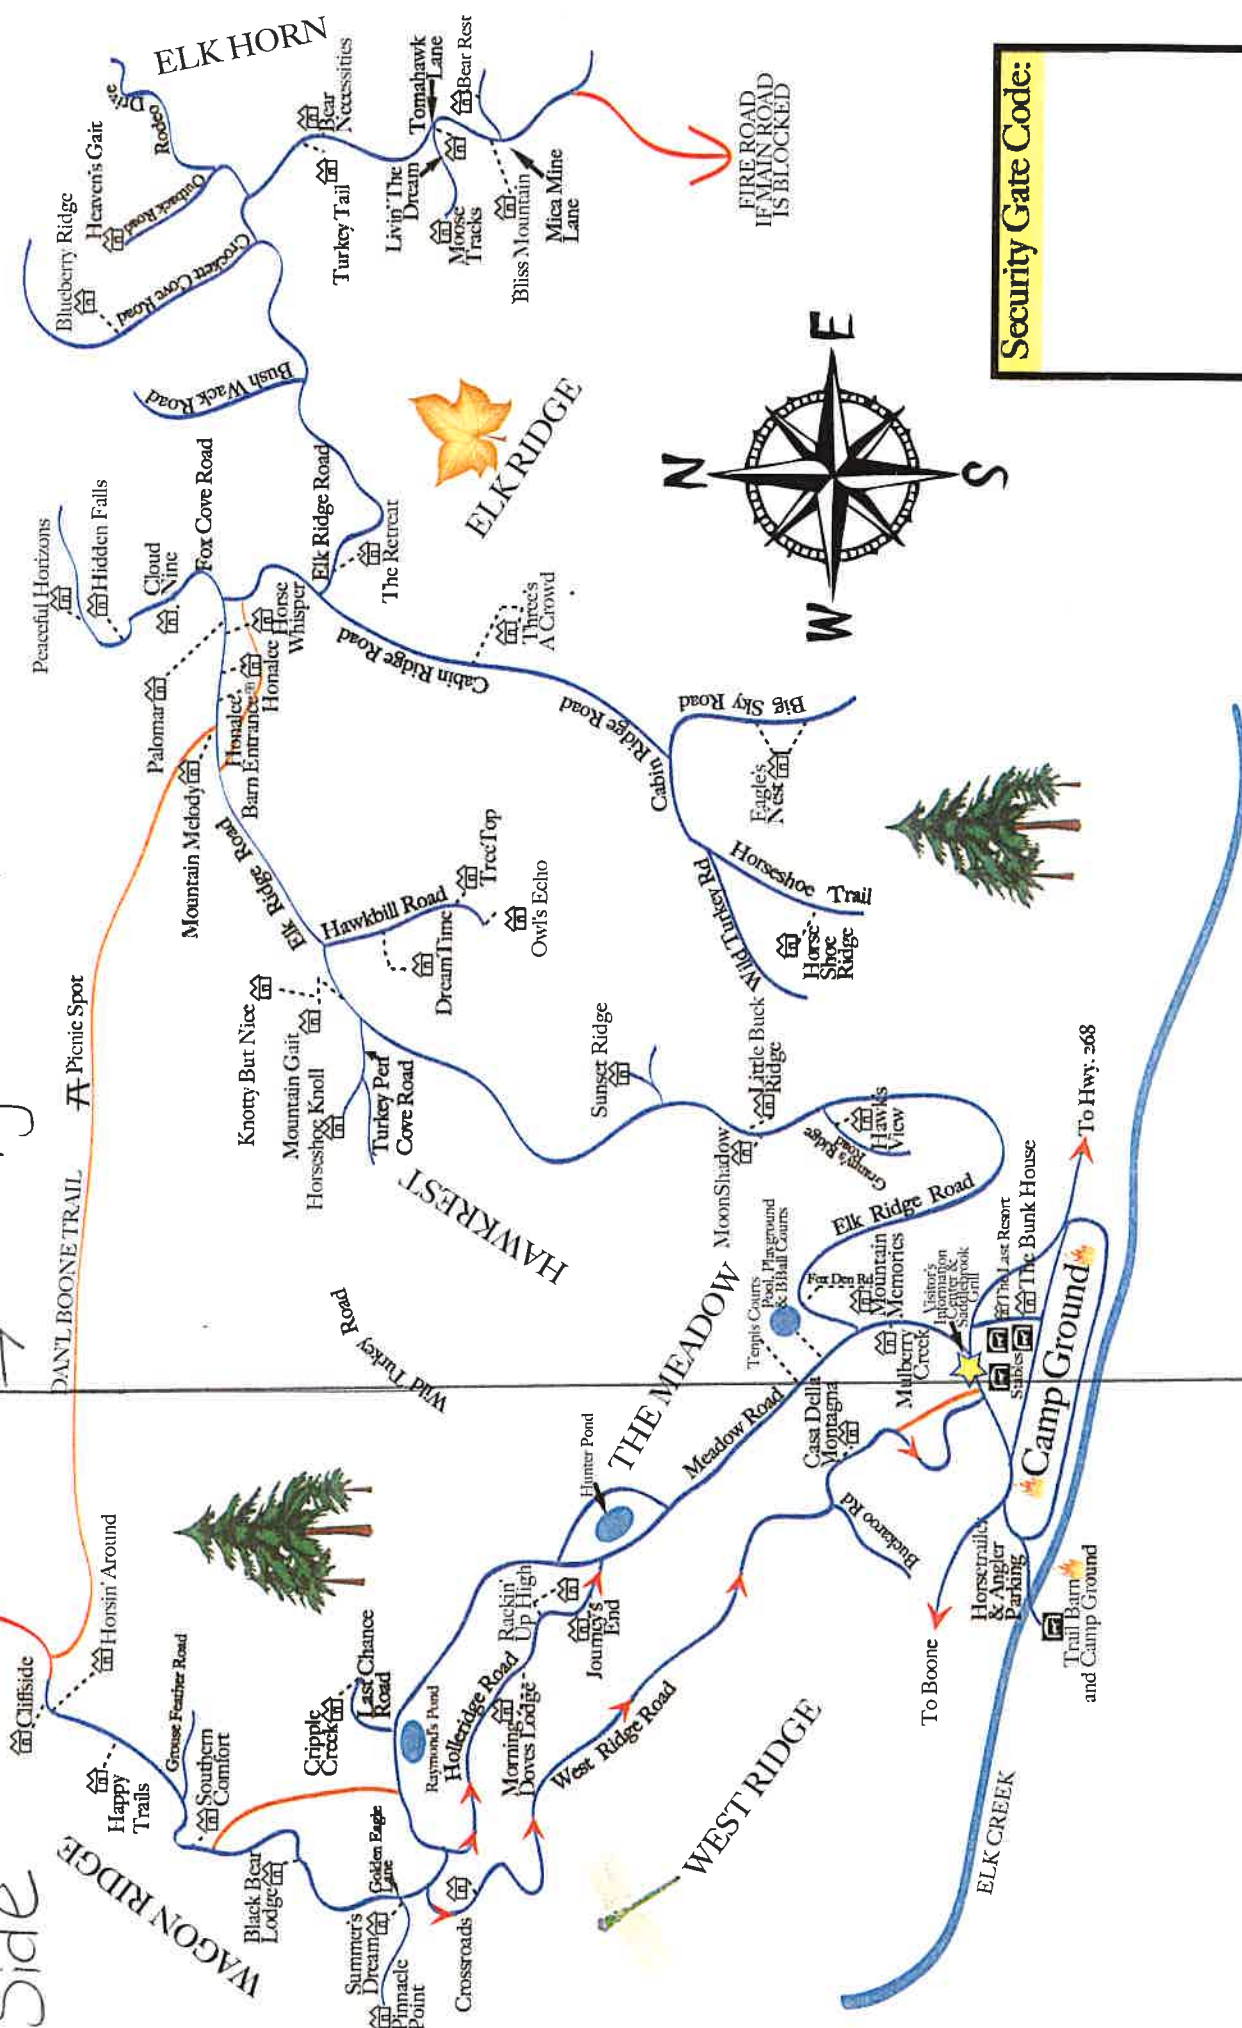 Side
ELK HORN
Rodeo
Drive
Heaven's Gait
Outback Road
Blueberry Ridge
Crockett Cove Road
Bear
Necessities
Turkey Tail
Tomahawk
Lane
Bear Rest
Livin' The
Dream
Moose
Tracks
Bliss Mountain
Mica Mine
Lane
FIRE ROAD
IF MAIN ROAD
IS BLOCKED
Security Gate Code:
Bush Wack Road
ELK RIDGE
Peaceful Horizons
Hidden Falls
Cloud
Nine
Fox Cove Road
Elk Ridge Road
The Retreat
Horse
Whisper
Honalee
Honalee
Barn Entrance
Palomar
Mountain Melody
Cabin Ridge Road
Three's
A Crowd
Cabin Ridge Road
Big Sky Road
Eagle's
Nest
Horseshoe Trail
Wild Turkey Rd
Horse
Shoe
Ridge
N
E
S
W
Elk Ridge Road
Hawkbill Road
TreeTop
Owl's Echo
DreamTime
Picnic Spot
DAN'L BOONE TRAIL
Knotty But Nice
Mountain Gait
Horseshoe Knoll
Turkey Pen
Cove Road
HAWKREST
Wild Turkey Road
Sunset Ridge
Little Buck
Ridge
MoonShadow
Gramp's Ridge
Road
Hawk's
View
Elk Ridge Road
THE MEADOW
Tennis Courts
Pool, Playground
& BBall Courts
Fox Den Rd
Mountain
Memories
Mulberry
Creek
Visitor's
Information
Center &
Saddlebrook
Grill
The Last Resort
The Bunk House
Stables
To Hwy. 268
Camp Ground
Casa Della
Montagna
Meadow Road
Hunter Pond
Buckaroo Rd
Horsetrailer
& Angler
Parking
Trail Barn
and Camp Ground
To Boone
ELK CREEK
Horsin' Around
Cliffside
Happy
Trails
Grouse Feather Road
Southern
Comfort
WAGON RIDGE
Black Bear
Lodge
Cripple
Creek
Last Chance
Road
Raymond's Pond
Rackin'
Up High
Journey's
End
Holleridge Road
Morning
Doves Lodge
West Ridge Road
WEST RIDGE
Golden Eagle
Lane
Summer's
Dream
Pinnacle
Point
Crossroads